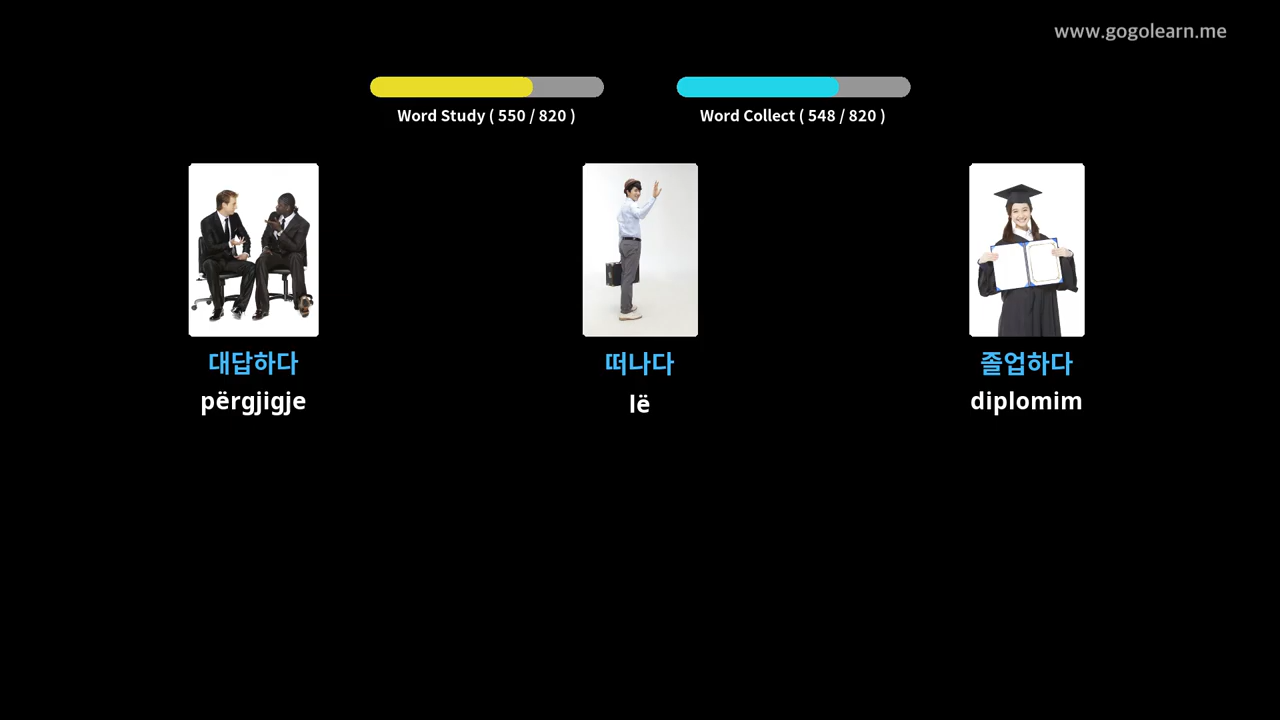 www.gogolearn.me
Word Study ( 550 / 820 )
Word Collect ( 548 / 820 )
대답하다
përgjigje
떠나다
lë
졸업하다
diplomim